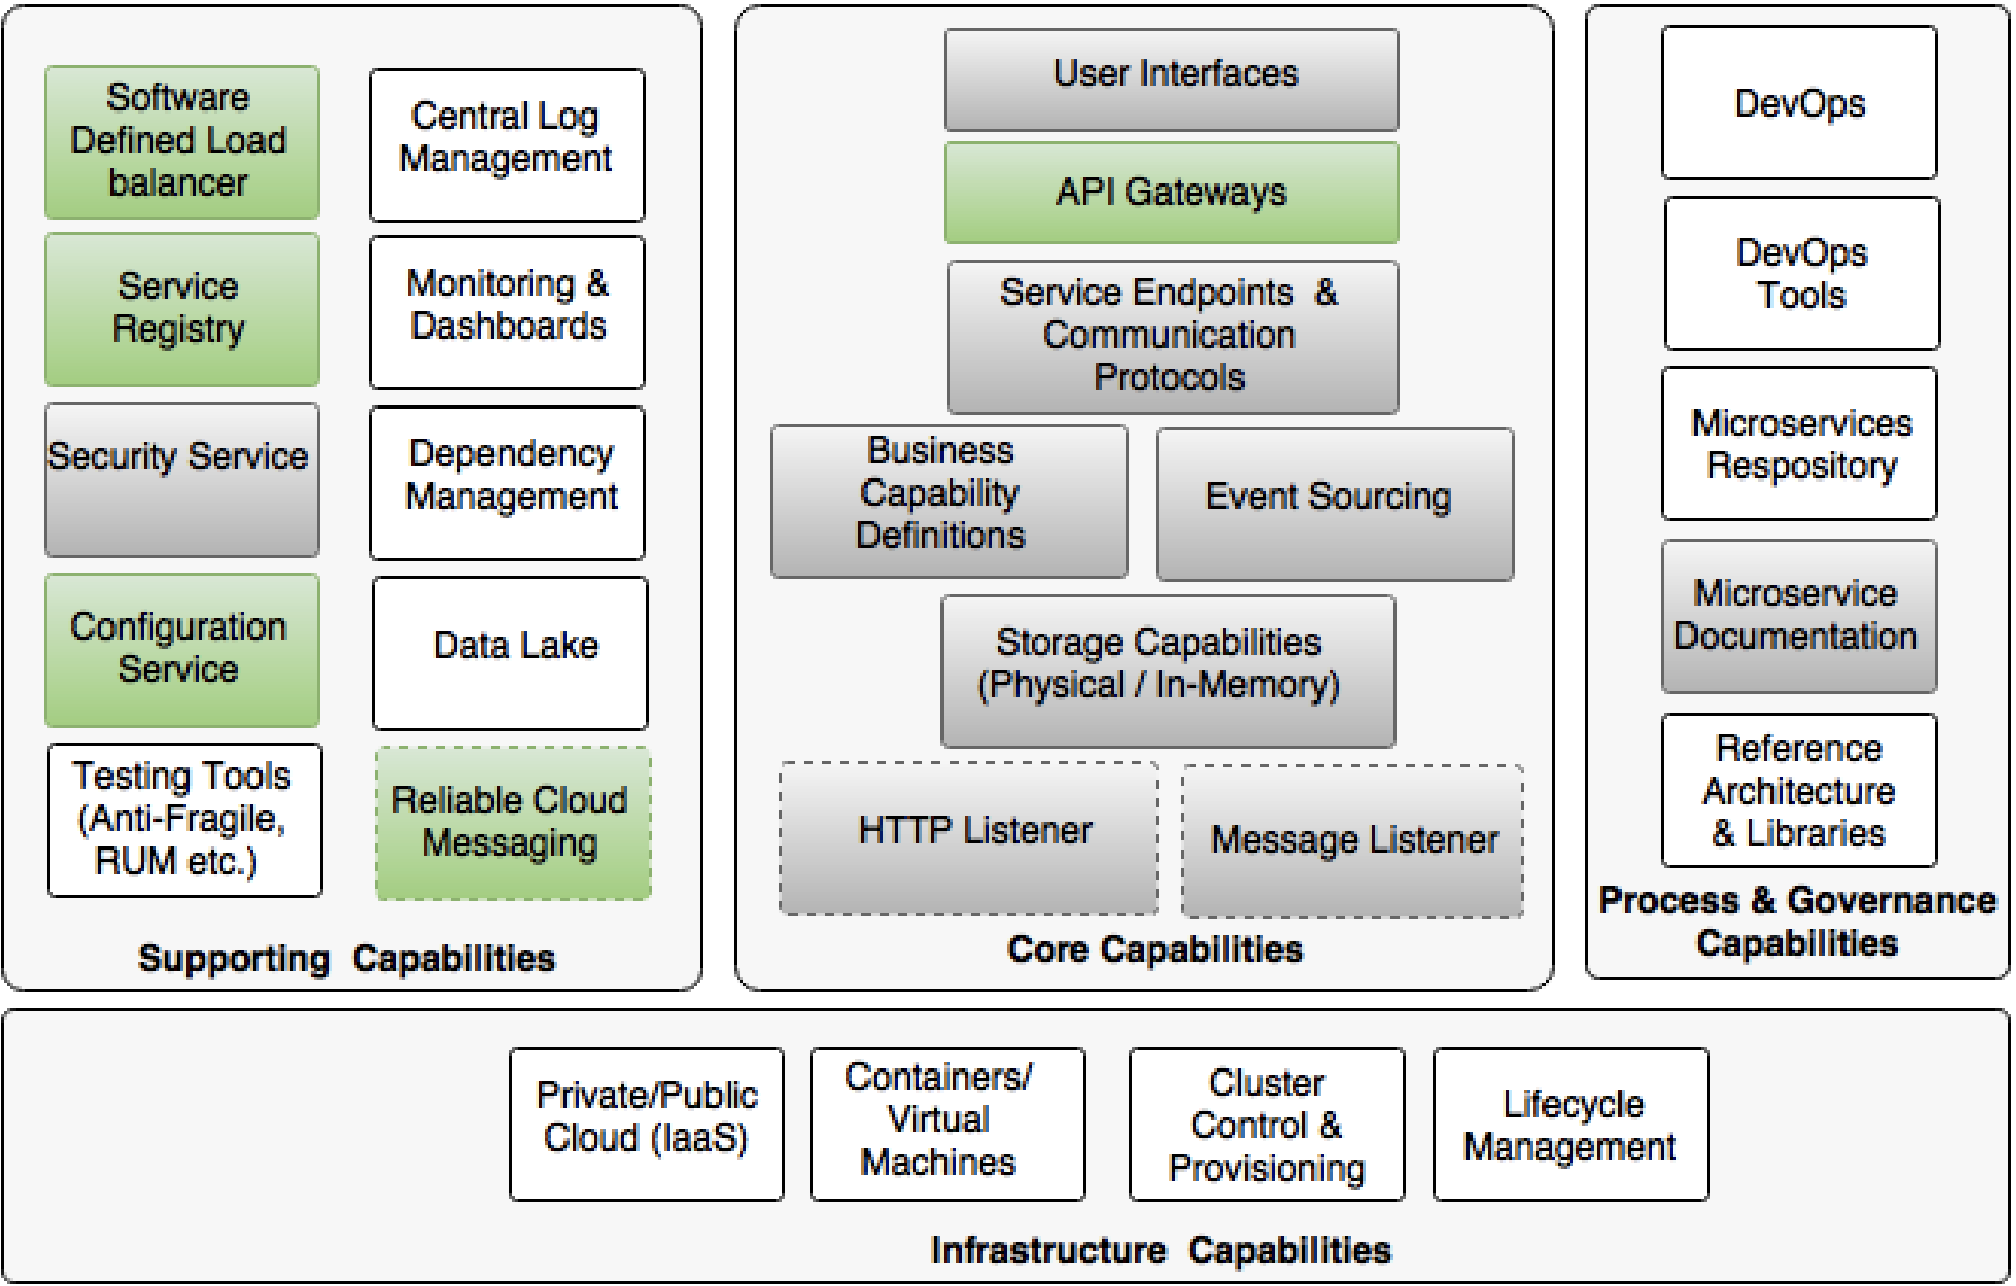 Software
Defined Load
balancer
Central Log
Management
Service
Registry
Monitoring &
Dashboards
Security Service
Dependency
Management
Configuration
Service
Data Lake
Testing Tools
(Anti-Fragile,
RUM etc.)
Reliable Cloud
Messaging
Supporting Capabilities
User Interfaces
API Gateways
Service Endpoints &
Communication
Protocols
Business
Capability
Definitions
Event Sourcing
Storage Capabilities
(Physical / In-Memory)
HTTP Listener
Message Listener
Core Capabilities
DevOps
DevOps
Tools
Microservices
Respository
Microservice
Documentation
Reference
Architecture
& Libraries
Process & Governance
Capabilities
Private/Public
Cloud (IaaS)
Containers/
Virtual
Machines
Cluster
Control &
Provisioning
Lifecycle
Management
Infrastructure Capabilities